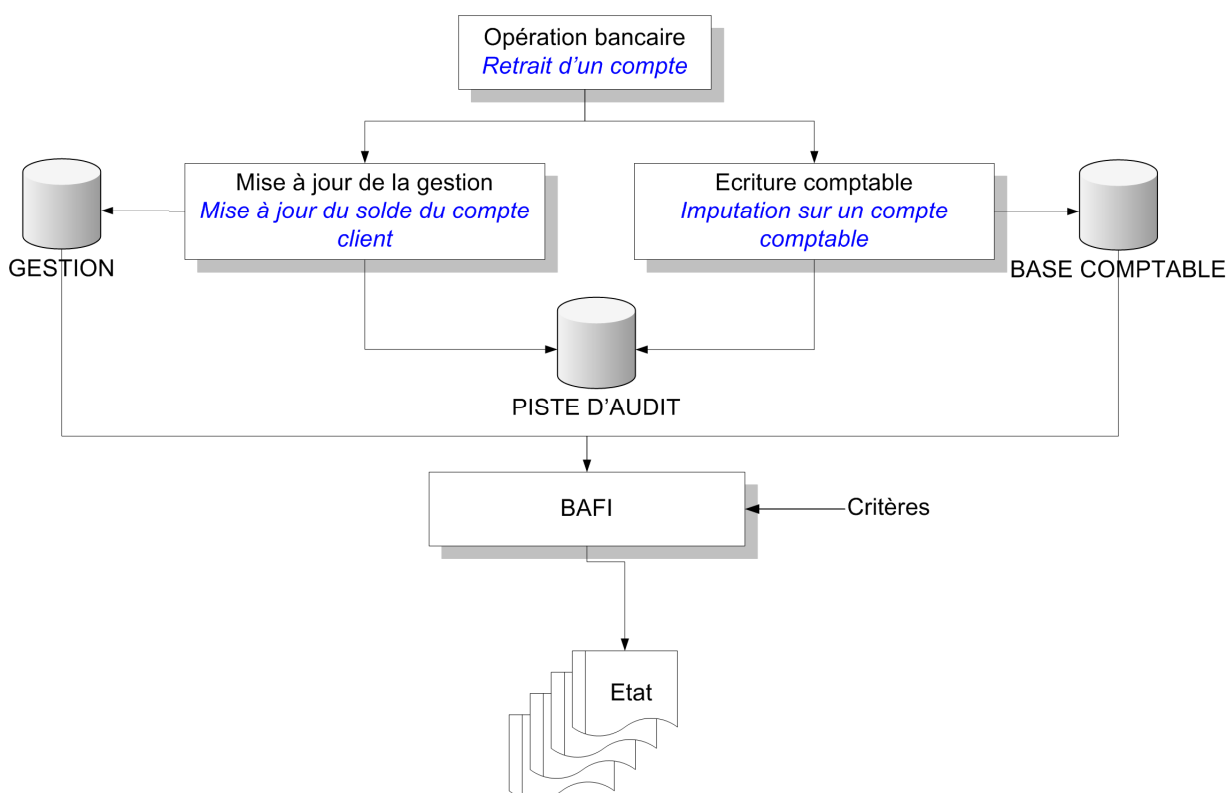 Opération bancaire
Retrait d'un compte
Mise à jour de la gestion
Mise à jour du solde du compte
client
Ecriture comptable
Imputation sur un compte
comptable
GESTION
BASE COMPTABLE
PISTE D'AUDIT
BAFI
Critères
Etat